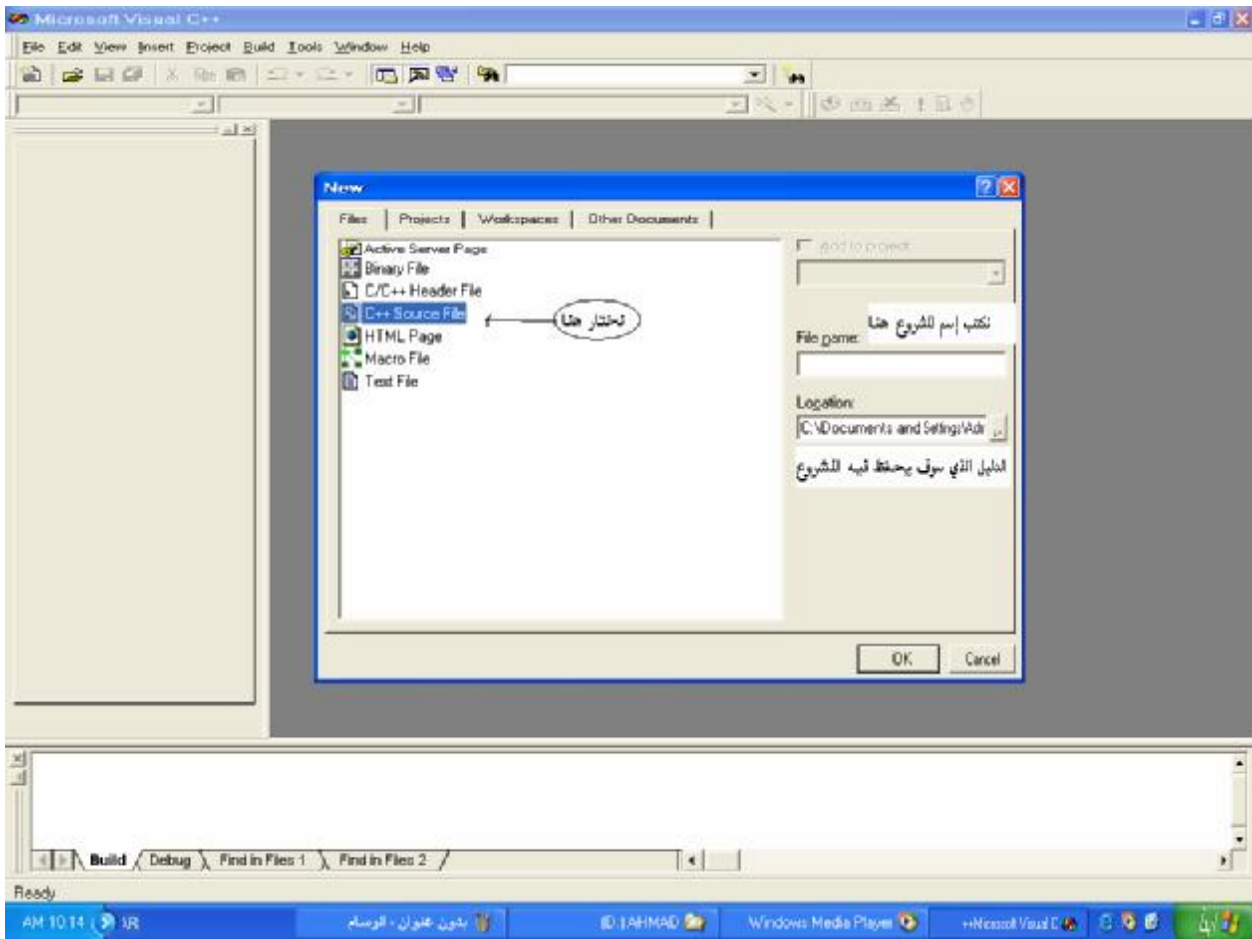 Microsoft Visual C++
File Edit View Insert Project Build Tools Window Help
New
Files Projects Workspaces Other Documents
Active Server Page
Binary File
C/C++ Header File
C++ Source File
HTML Page
Macro File
Text File
نختار هنا
Add to project:
نكتب إسم المشروع هنا
File name:
Location:
C:\Documents and Settings\Adr
الدليل الذي سوف يحفظ فيه المشروع
OK Cancel
Build Debug Find in Files 1 Find in Files 2
Ready
AM 10:14 AR بدون عنوان - الرسام (D:) AHMAD Windows Media Player ++Microsoft Visual C